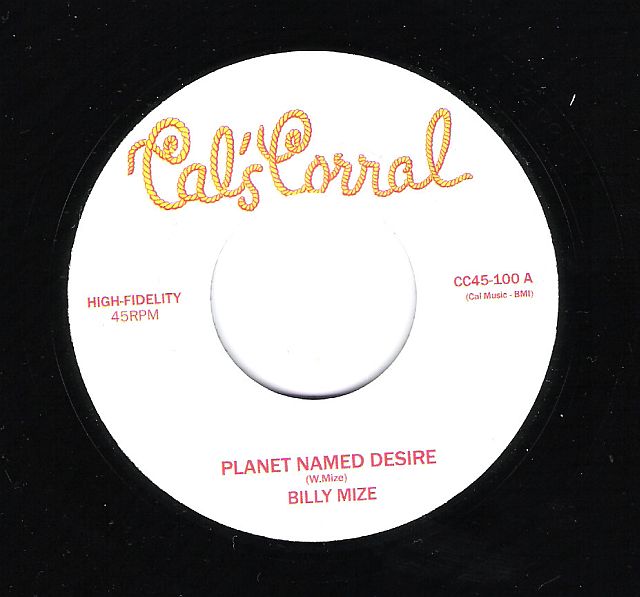 Cal's Corral
HIGH-FIDELITY
45RPM
CC45-100 A
(Cal Music - BMI)
PLANET NAMED DESIRE
(W.Mize)
BILLY MIZE